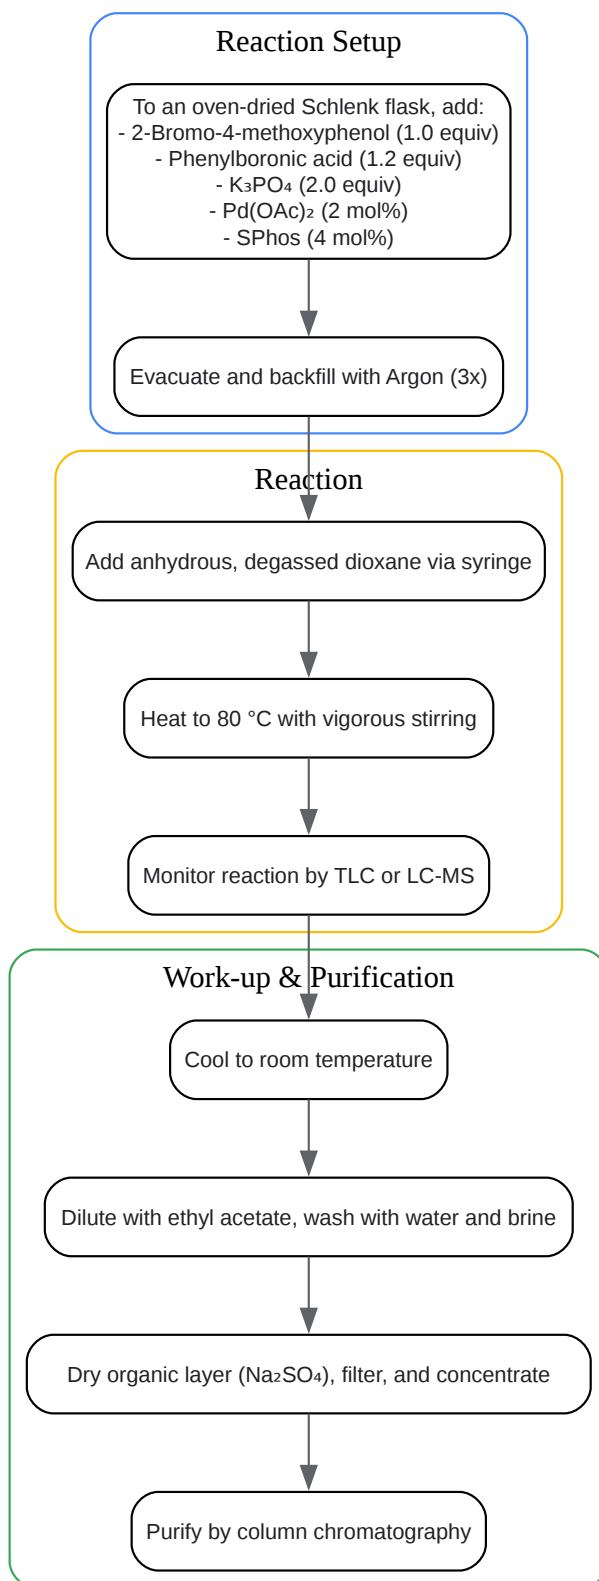 Reaction Setup
To an oven-dried Schlenk flask, add:
- 2-Bromo-4-methoxyphenol (1.0 equiv)
- Phenylboronic acid (1.2 equiv)
- K₃PO₄ (2.0 equiv)
- Pd(OAc)₂ (2 mol%)
- SPhos (4 mol%)
Evacuate and backfill with Argon (3x)
Reaction
Add anhydrous, degassed dioxane via syringe
Heat to 80 °C with vigorous stirring
Monitor reaction by TLC or LC-MS
Work-up & Purification
Cool to room temperature
Dilute with ethyl acetate, wash with water and brine
Dry organic layer (Na₂SO₄), filter, and concentrate
Purify by column chromatography